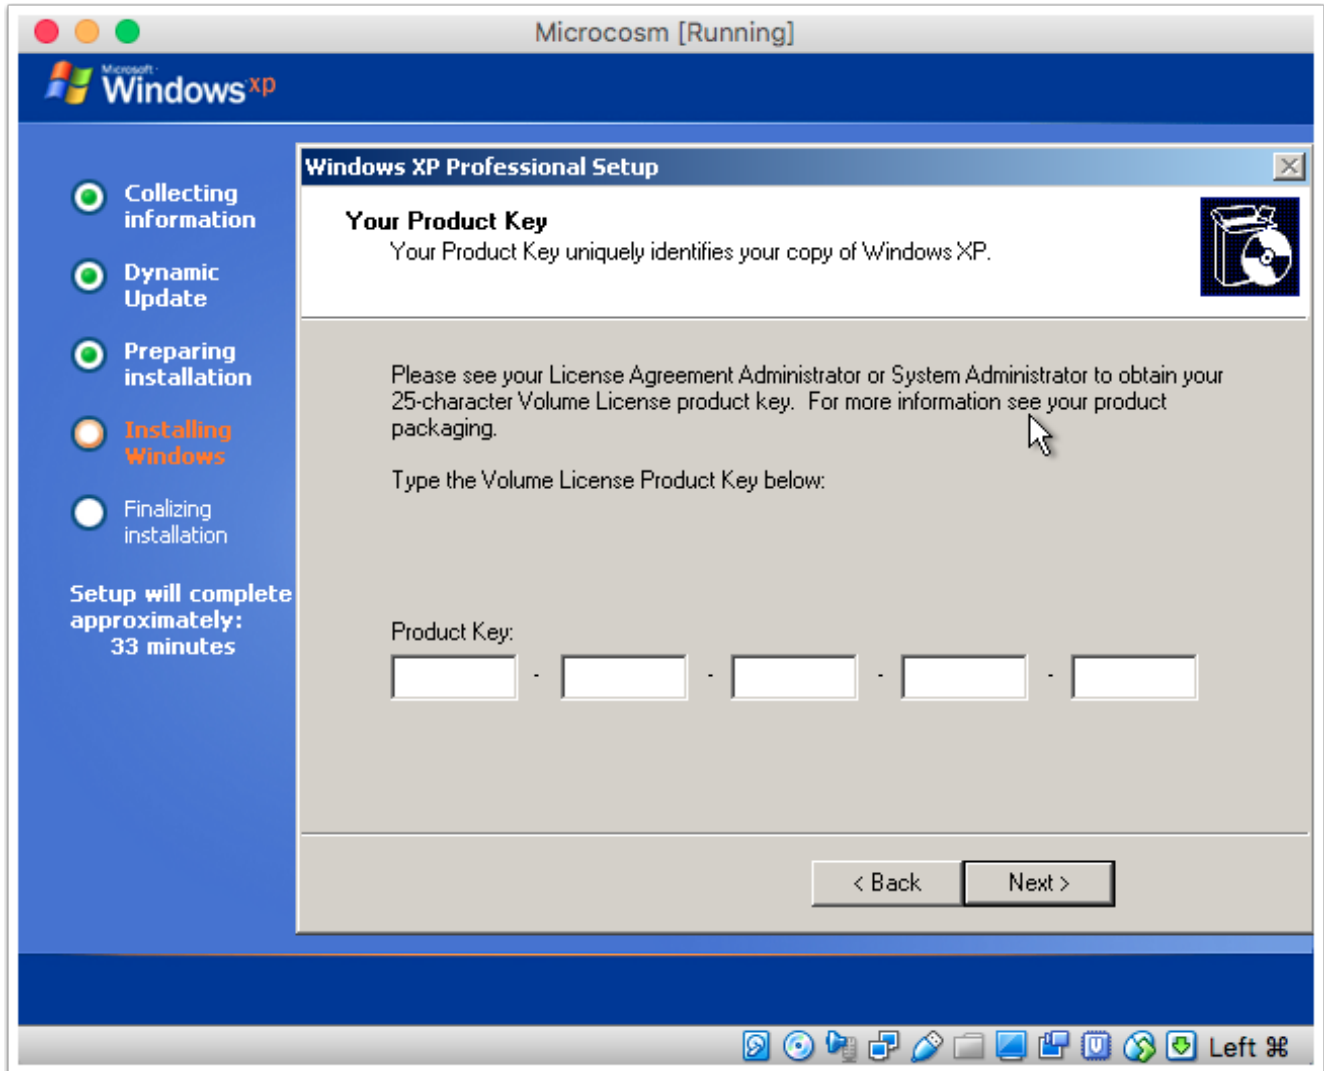 Microcosm [Running]
Microsoft
Windows xp
Windows XP Professional Setup
Collecting
information
Dynamic
Update
Preparing
installation
Installing
Windows
Finalizing
installation
Setup will complete
approximately:
33 minutes
Your Product Key
Your Product Key uniquely identifies your copy of Windows XP.
Please see your License Agreement Administrator or System Administrator to obtain your
25-character Volume License product key.  For more information see your product
packaging.
Type the Volume License Product Key below:
Product Key:
- - - -
< Back
Next >
Left ⌘